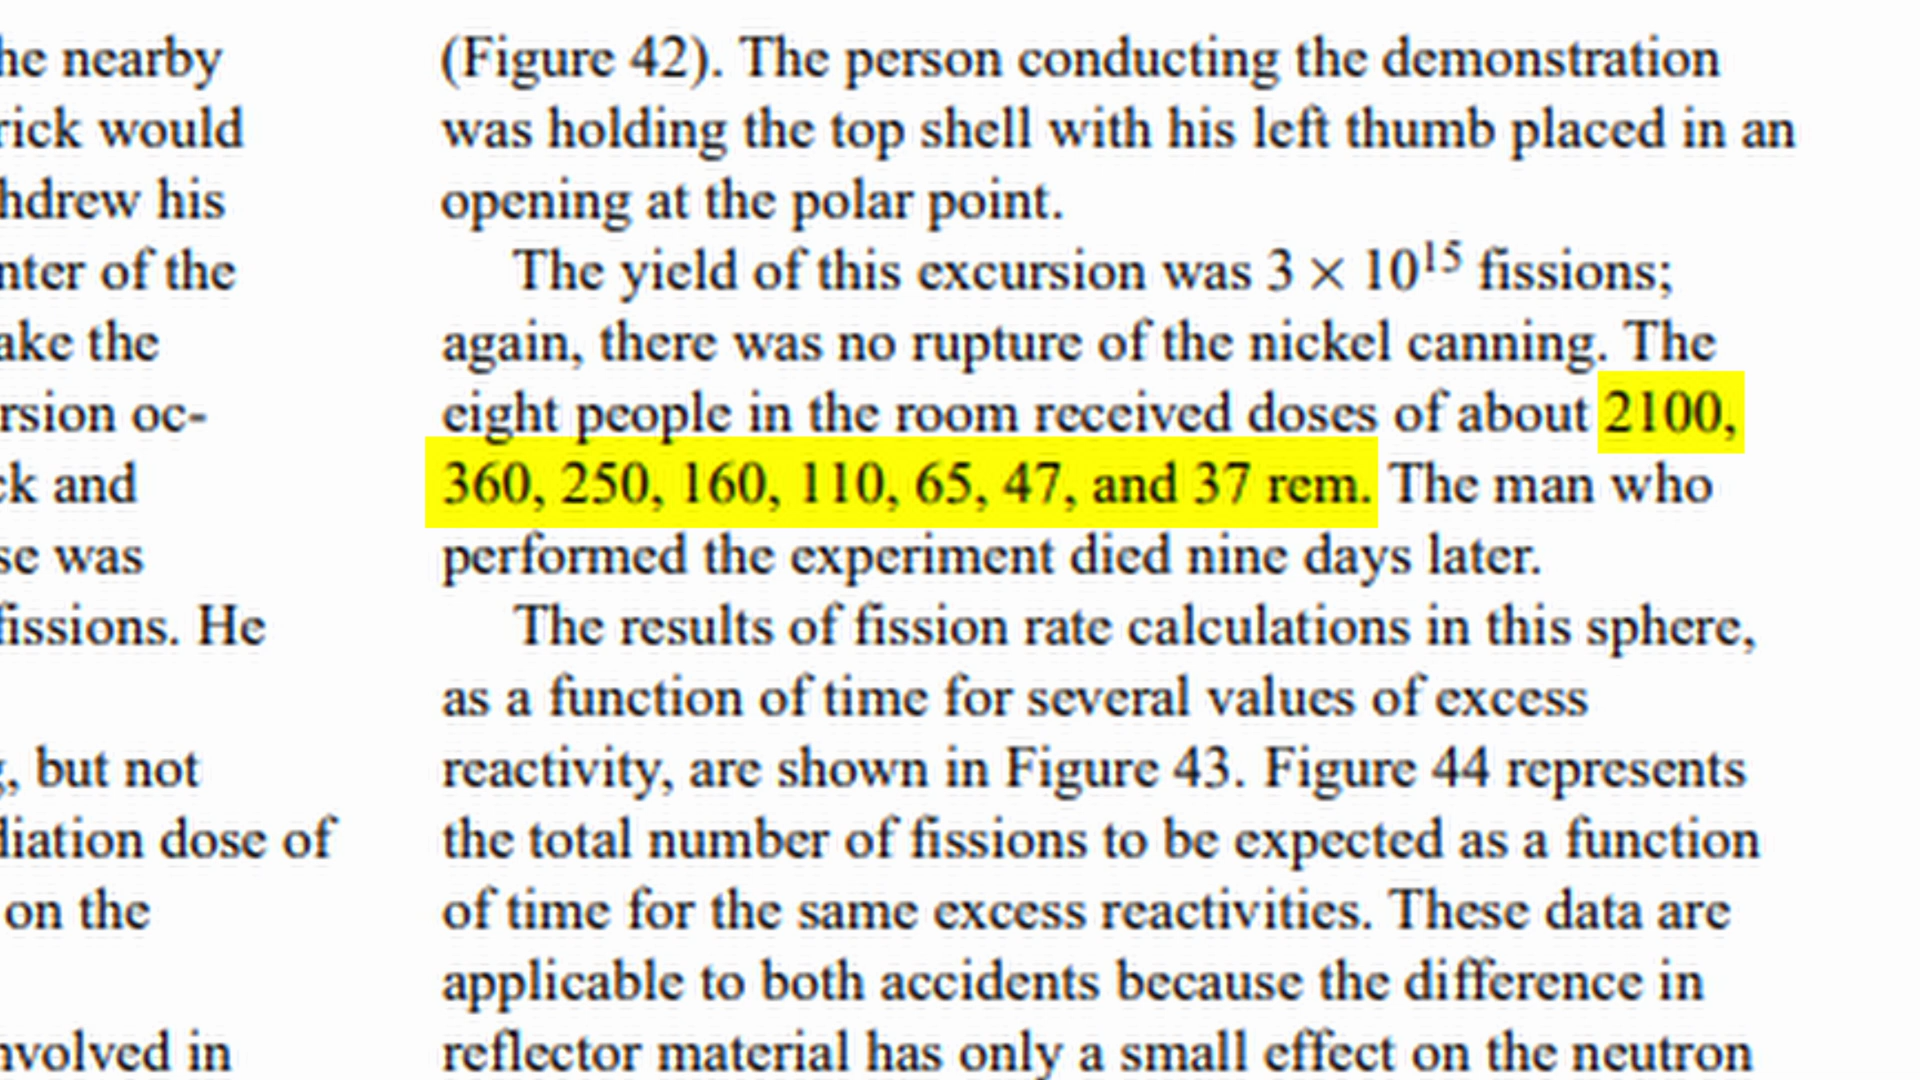 he nearby
rick would
hdrew his
nter of the
ake the
rsion oc-
ck and
se was
fissions. He
g, but not
diation dose of
on the
nvolved in
(Figure 42). The person conducting the demonstration
was holding the top shell with his left thumb placed in an
opening at the polar point.
The yield of this excursion was 3 × 10¹⁵ fissions;
again, there was no rupture of the nickel canning. The
eight people in the room received doses of about 2100,
360, 250, 160, 110, 65, 47, and 37 rem. The man who
performed the experiment died nine days later.
The results of fission rate calculations in this sphere,
as a function of time for several values of excess
reactivity, are shown in Figure 43. Figure 44 represents
the total number of fissions to be expected as a function
of time for the same excess reactivities. These data are
applicable to both accidents because the difference in
reflector material has only a small effect on the neutron